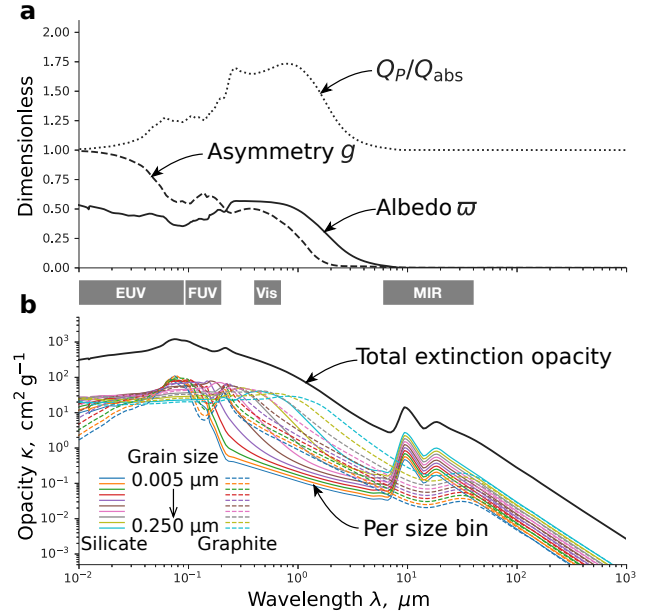 a
2.00
1.75
1.50
1.25
1.00
0.75
0.50
0.25
0.00
Dimensionless
Q_P/Q_abs
Asymmetry g
Albedo ϖ
EUV
FUV
Vis
MIR
b
10³
10²
10¹
10⁰
10⁻¹
10⁻²
10⁻³
Opacity κ, cm² g⁻¹
Total extinction opacity
Grain size
0.005 μm
0.250 μm
Silicate
Graphite
Per size bin
10⁻²
10⁻¹
10⁰
10¹
10²
10³
Wavelength λ, μm